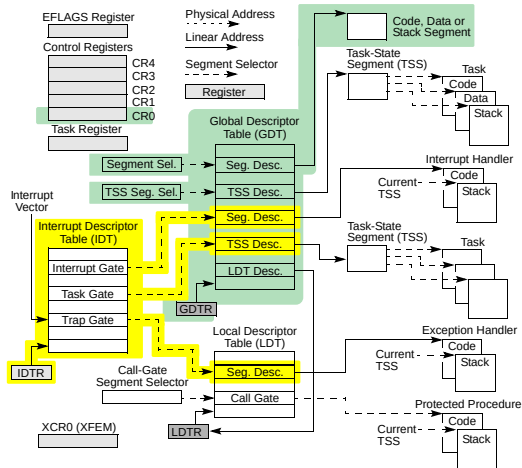 EFLAGS Register
Control Registers
CR4
CR3
CR2
CR1
CR0
Task Register
Physical Address
Linear Address
Segment Selector
Register
Code, Data or
Stack Segment
Task-State
Segment (TSS)
Task
Code
Data
Stack
Global Descriptor
Table (GDT)
Segment Sel.
Seg. Desc.
TSS Seg. Sel.
TSS Desc.
Interrupt Handler
Code
Current
TSS
Stack
Interrupt
Vector
Interrupt Descriptor
Table (IDT)
Seg. Desc.
Interrupt Gate
TSS Desc.
Task-State
Segment (TSS)
Task
Code
Data
Stack
Task Gate
LDT Desc.
GDTR
Trap Gate
Local Descriptor
Table (LDT)
IDTR
Call-Gate
Segment Selector
Seg. Desc.
Call Gate
Exception Handler
Code
Current
TSS
Stack
XCR0 (XFEM)
LDTR
Protected Procedure
Code
Current
TSS
Stack